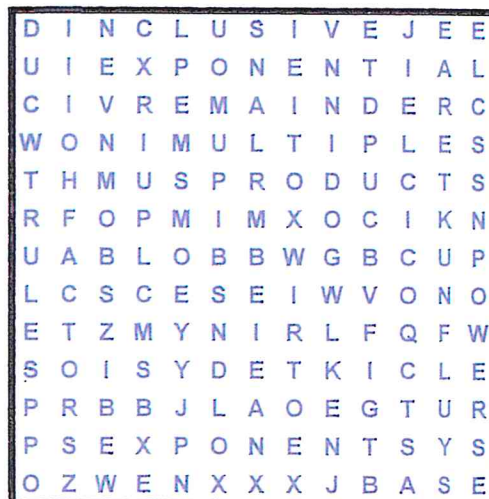 D I N C L U S I V E J E E
U I E X P O N E N T I A L
C I V R E M A I N D E R C
W O N I M U L T I P L E S
T H M U S P R O D U C T S
R F O P M I M X O C I K N
U A B L O B B W G B C U P
L C S C E S E I W V O N O
E T Z M Y N I R L F Q F W
S O I S Y D E T K I C L E
P R B B J L A O E G T U R
P S E X P O N E N T S Y S
O Z W E N X X X J B A S E